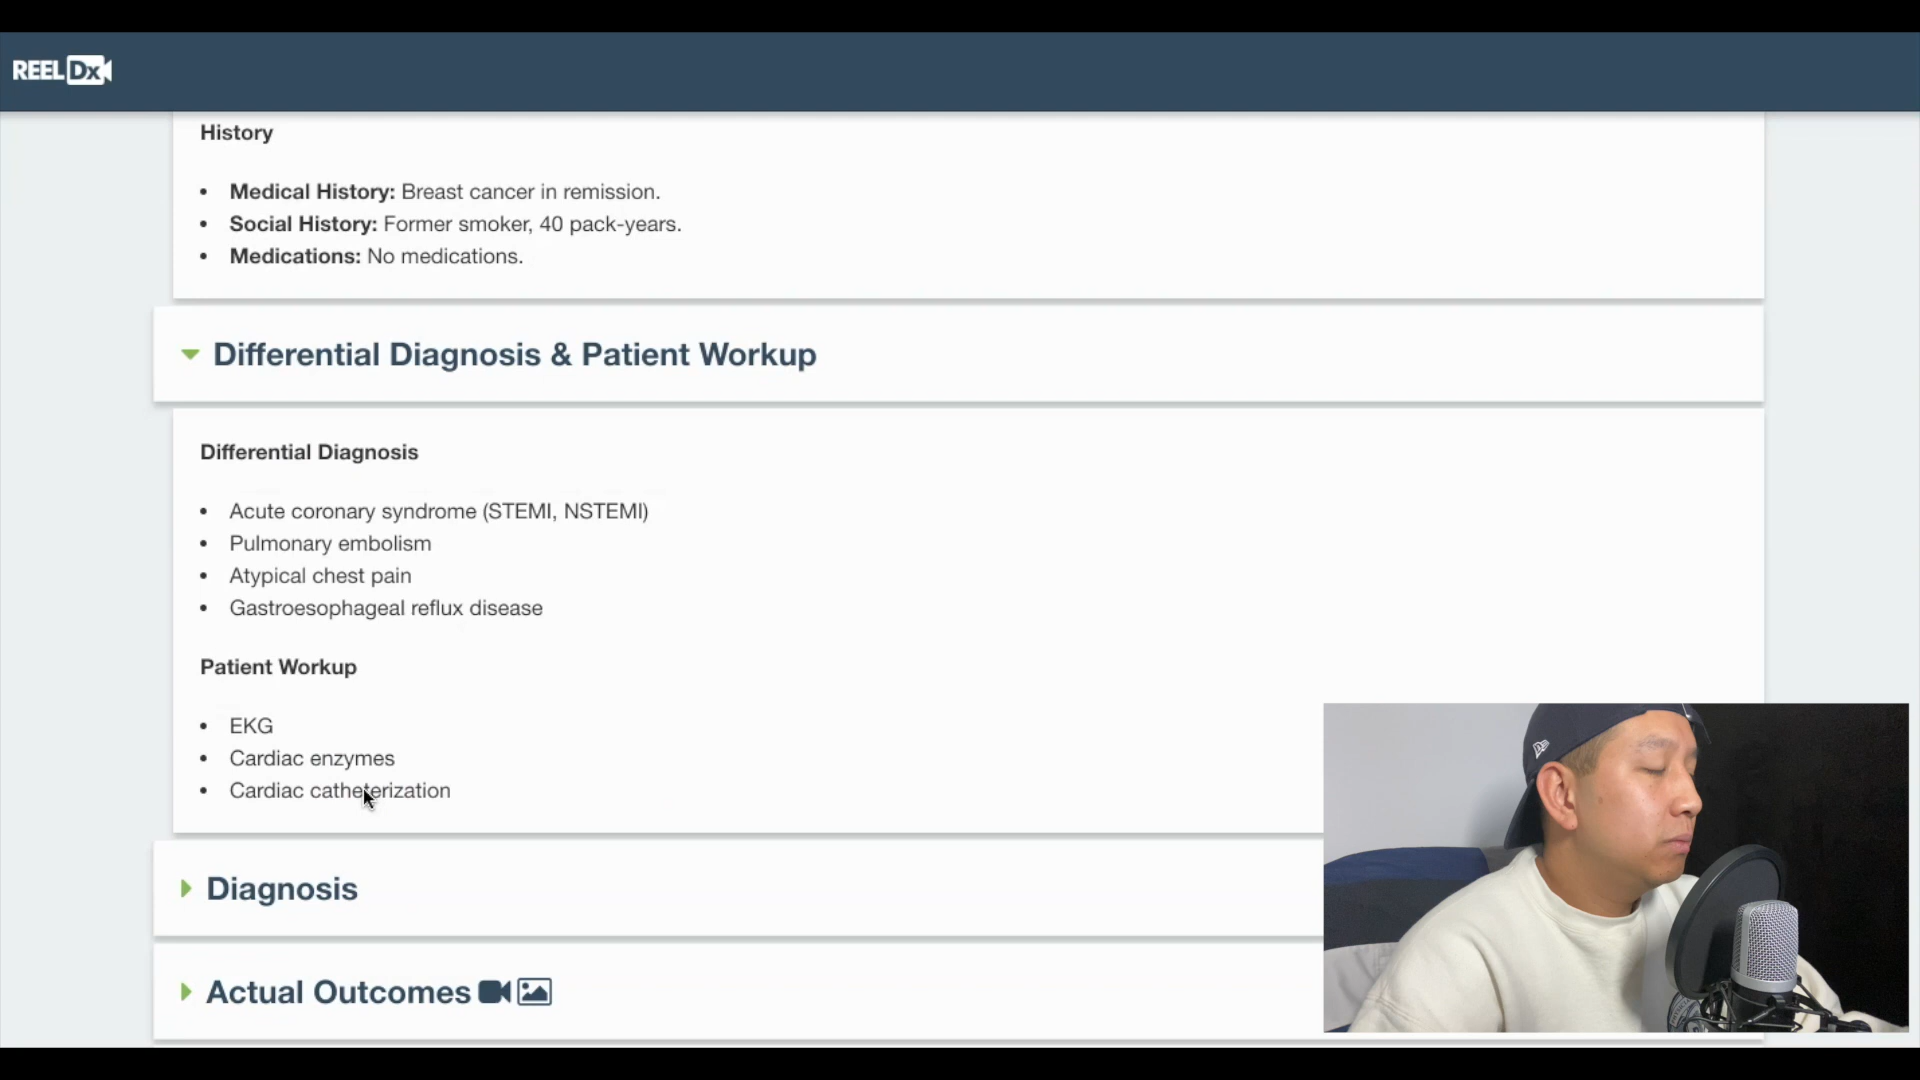 REEL Dx
History
• Medical History: Breast cancer in remission.
• Social History: Former smoker, 40 pack-years.
• Medications: No medications.
Differential Diagnosis & Patient Workup
Differential Diagnosis
• Acute coronary syndrome (STEMI, NSTEMI)
• Pulmonary embolism
• Atypical chest pain
• Gastroesophageal reflux disease
Patient Workup
• EKG
• Cardiac enzymes
• Cardiac catheterization
Diagnosis
Actual Outcomes